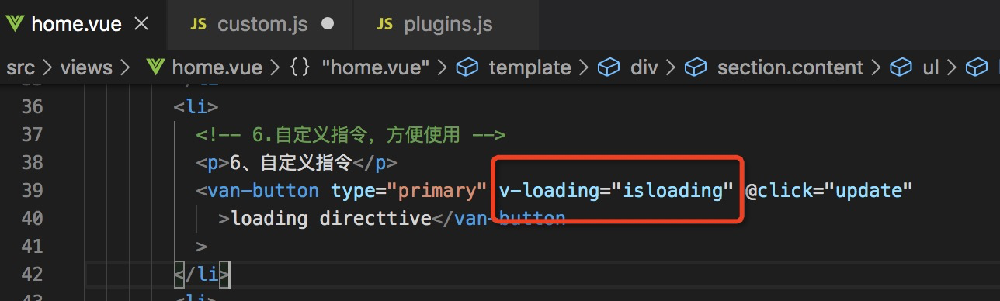 home.vue × JS custom.js JS plugins.js
src > views > home.vue > {} "home.vue" > template > div > section.content > ul >
36 <li>
37 <!-- 6.自定义指令，方便使用 -->
38 <p>6、自定义指令</p>
39 <van-button type="primary" v-loading="isloading" @click="update"
40 >loading directtive</van-button
41 >
42 </li>
43 <li>